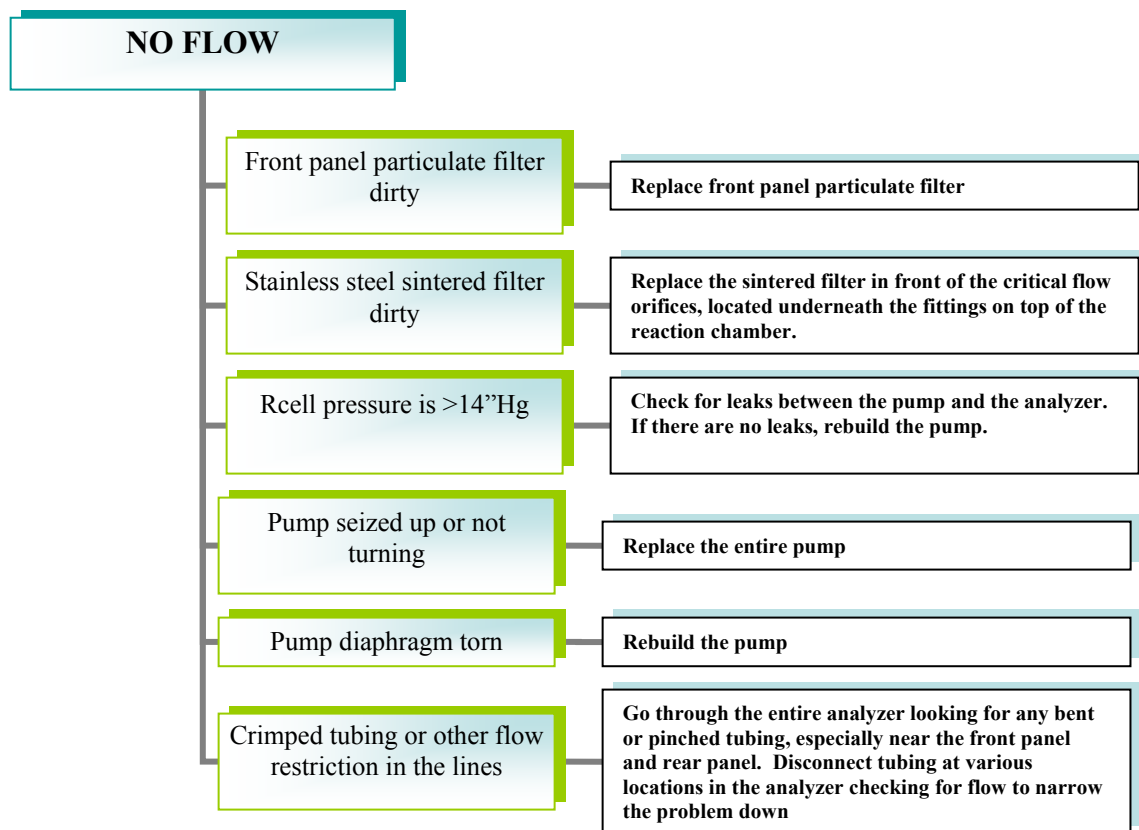 NO FLOW
Front panel particulate filter
dirty
Replace front panel particulate filter
Stainless steel sintered filter
dirty
Replace the sintered filter in front of the critical flow
orifices, located underneath the fittings on top of the
reaction chamber.
Rcell pressure is >14”Hg
Check for leaks between the pump and the analyzer.
If there are no leaks, rebuild the pump.
Pump seized up or not
turning
Replace the entire pump
Pump diaphragm torn
Rebuild the pump
Crimped tubing or other flow
restriction in the lines
Go through the entire analyzer looking for any bent
or pinched tubing, especially near the front panel
and rear panel.  Disconnect tubing at various
locations in the analyzer checking for flow to narrow
the problem down